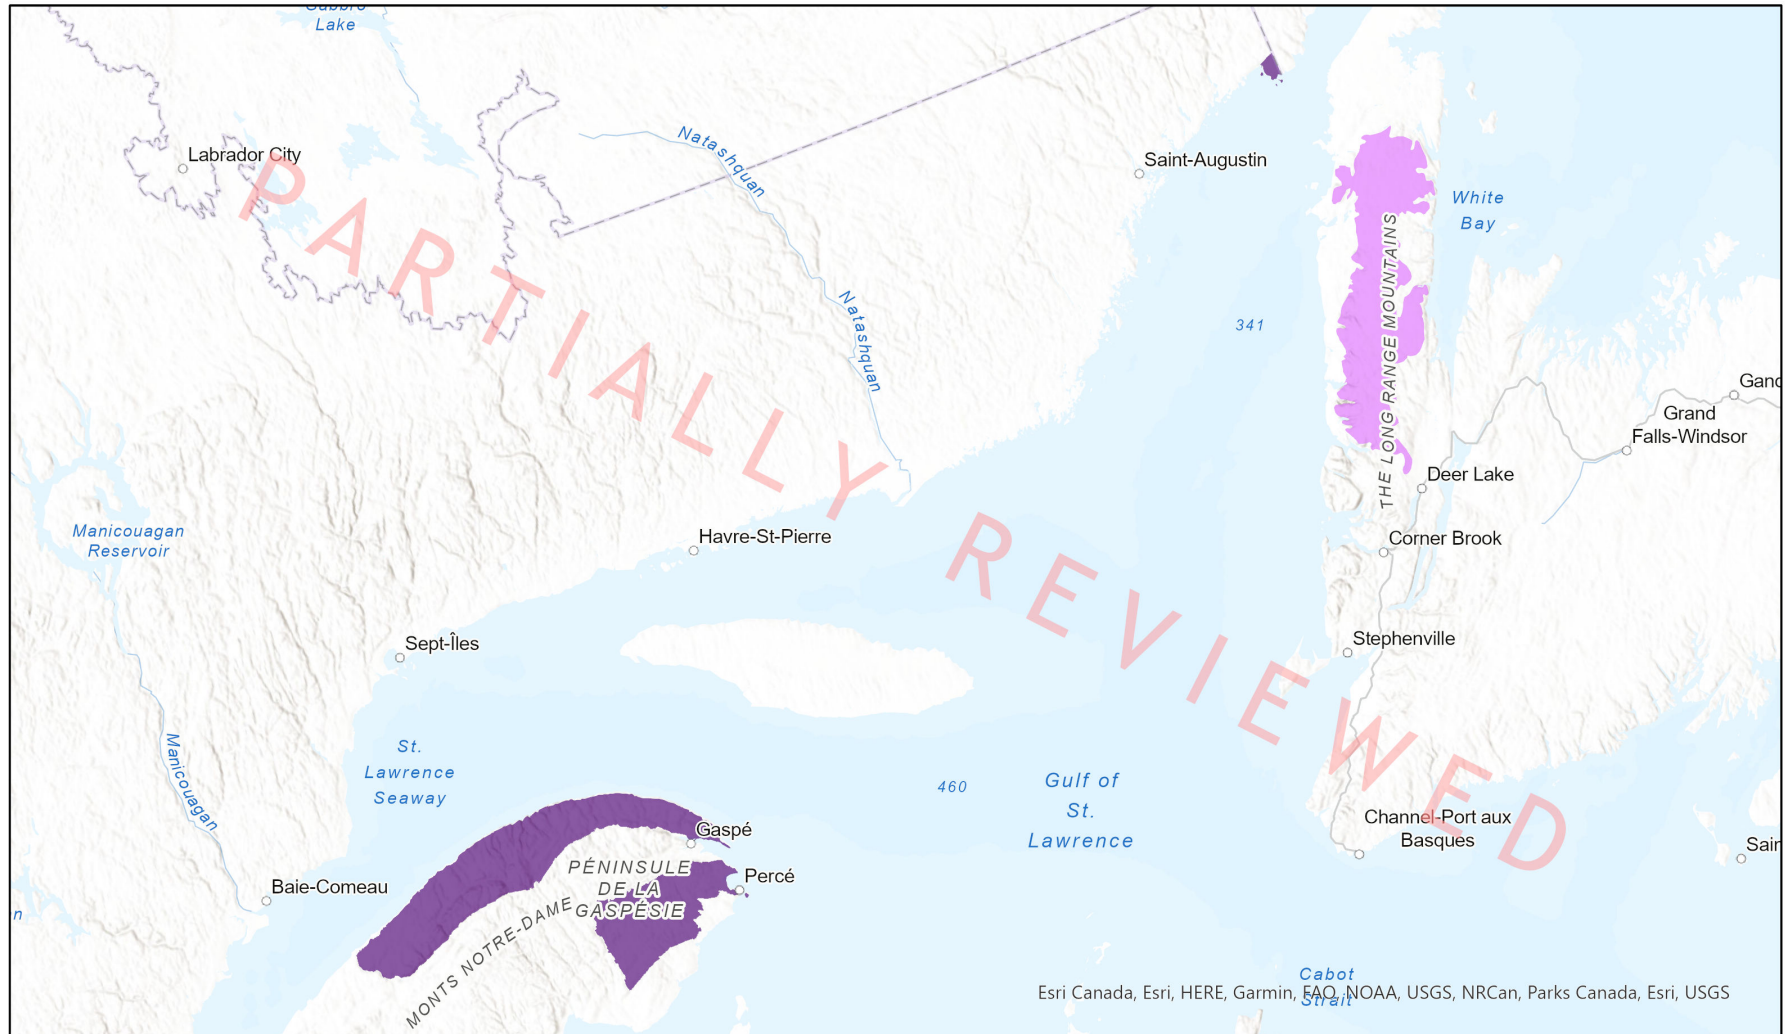 Gabbro
Lake
Labrador City
Natashquan
Saint-Augustin
White
Bay
THE LONG RANGE MOUNTAINS
341
Natashquan
Gand
Grand
Falls-Windsor
Deer Lake
Manicouagan
Reservoir
Havre-St-Pierre
Corner Brook
Sept-Îles
Stephenville
PARTIALLY REVIEWED
Manicouagan
St.
Lawrence
Seaway
460
Gulf of
St.
Lawrence
Channel-Port aux
Basques
Sain
Gaspé
PÉNINSULE
DE LA
GASPÉSIE
Percé
Baie-Comeau
n
MONTS NOTRE-DAME
Cabot
Strait
Esri Canada, Esri, HERE, Garmin, FAO, NOAA, USGS, NRCan, Parks Canada, Esri, USGS